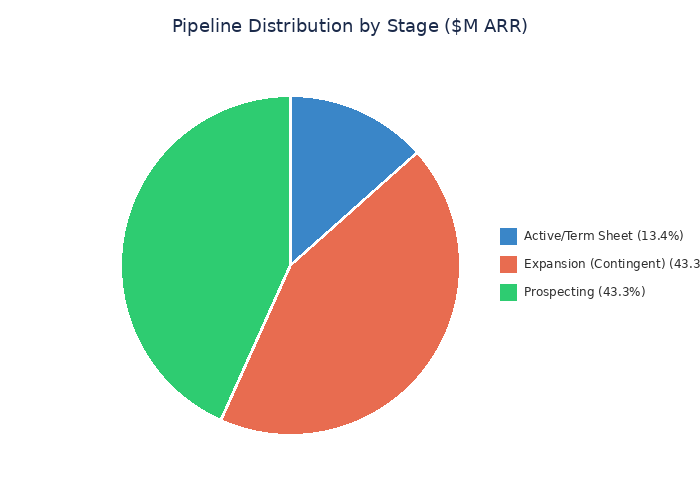 Pipeline Distribution by Stage ($M ARR)
Active/Term Sheet (13.4%)
Expansion (Contingent) (43.3
Prospecting (43.3%)